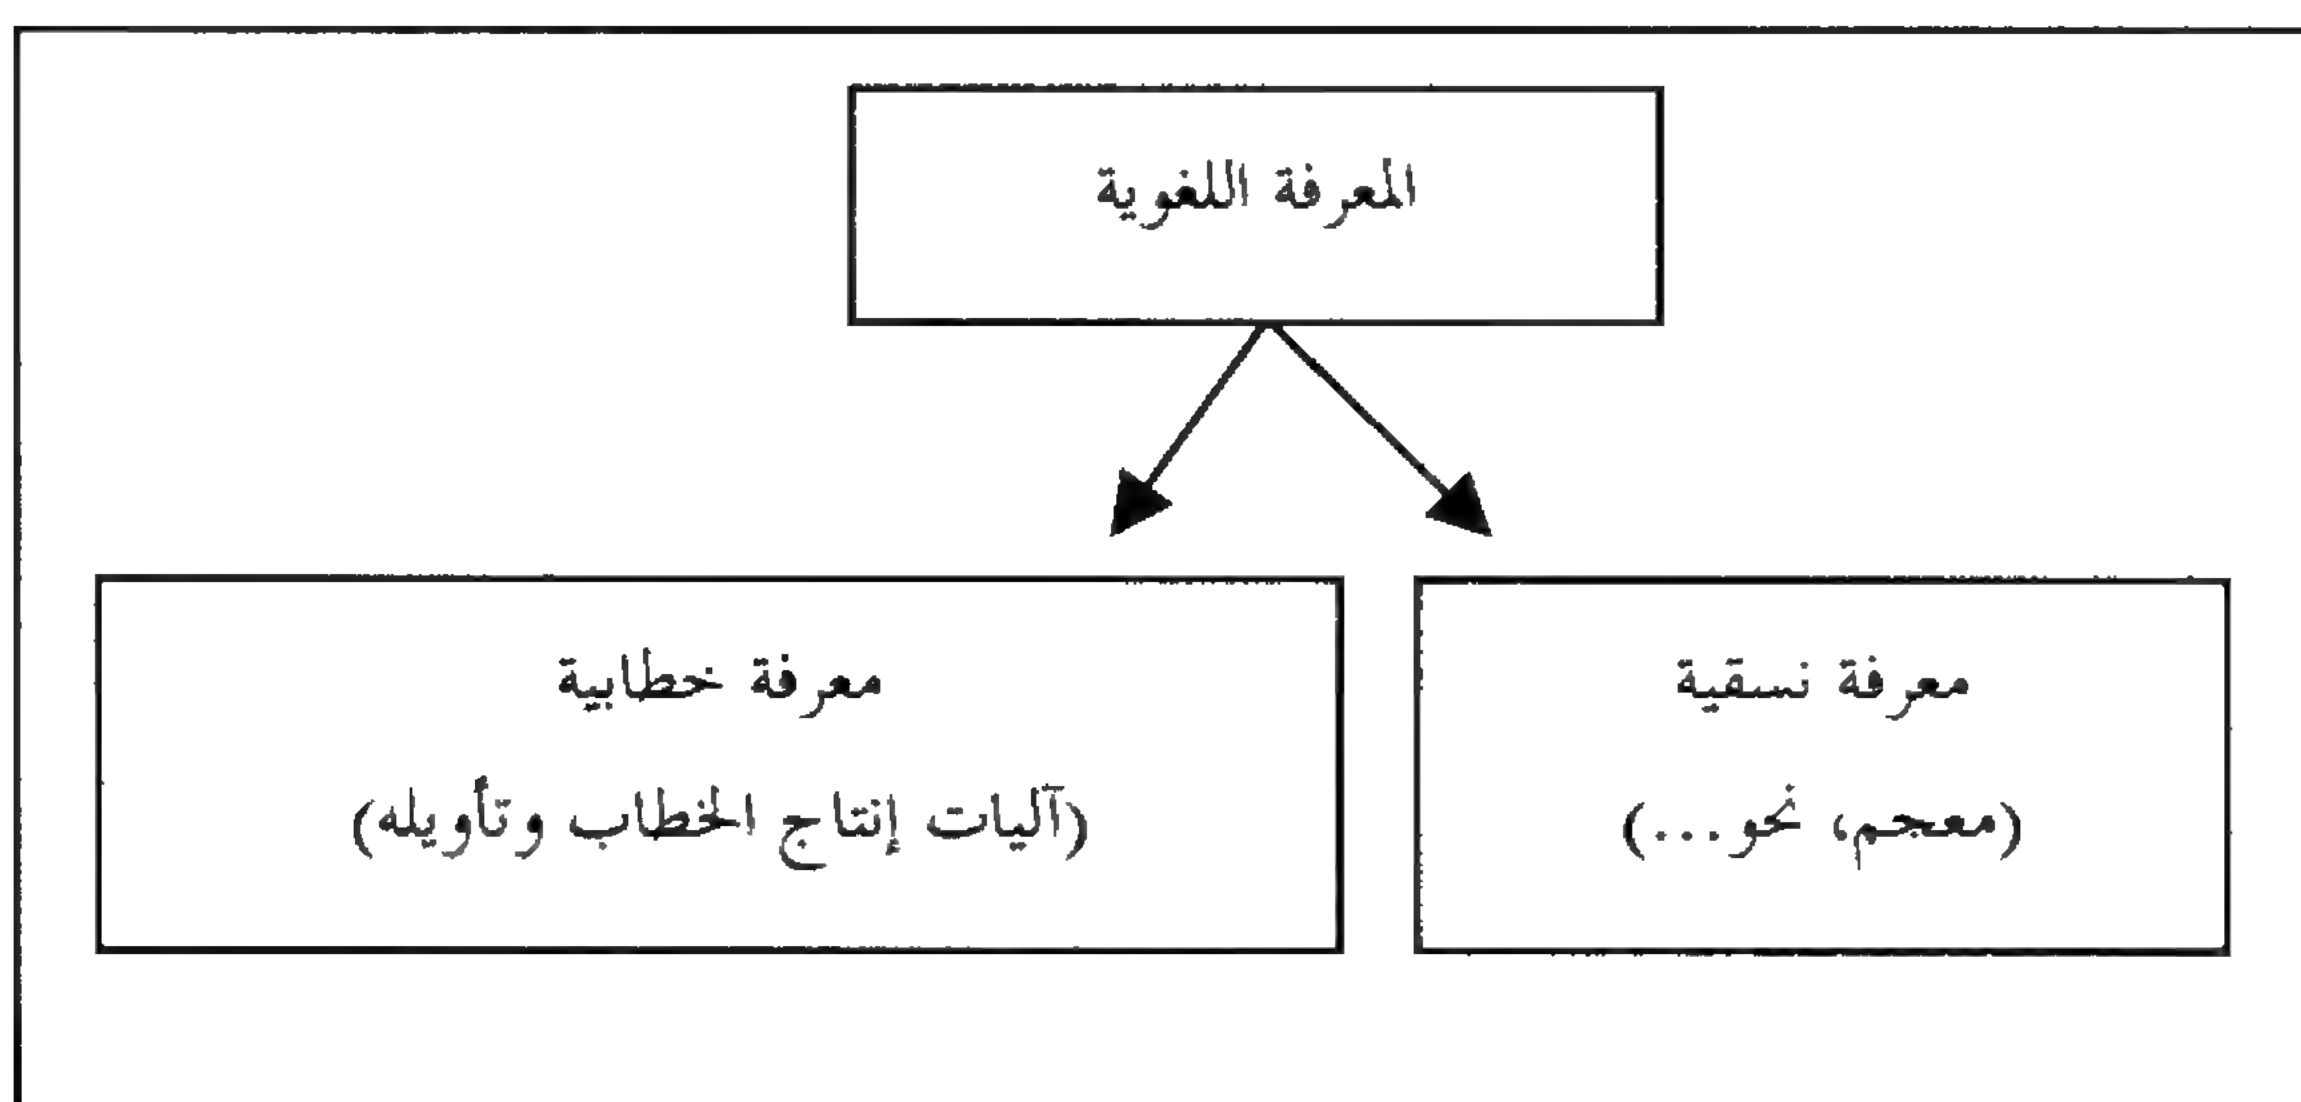 المعرفة اللغوية
معرفة نسقية
(معجم، نحو...)
معرفة خطابية
(آليات إنتاج الخطاب وتأويله)